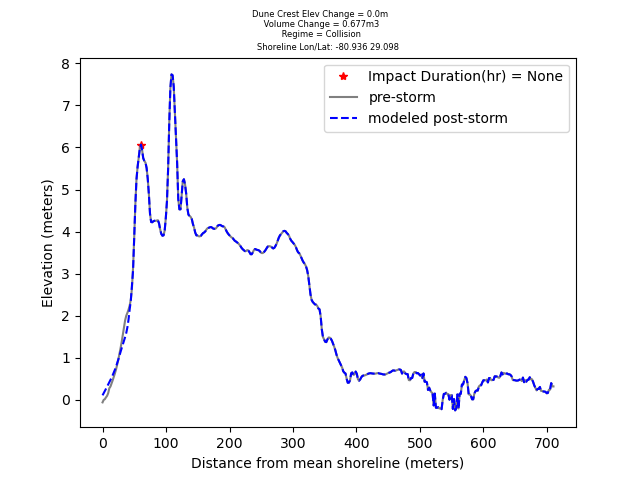 Dune Crest Elev Change = 0.0m
Volume Change = 0.677m3
Regime = Collision
Shoreline Lon/Lat: -80.936 29.098
Impact Duration(hr) = None
pre-storm
modeled post-storm
Elevation (meters)
8
7
6
5
4
3
2
1
0
0 100 200 300 400 500 600 700
Distance from mean shoreline (meters)